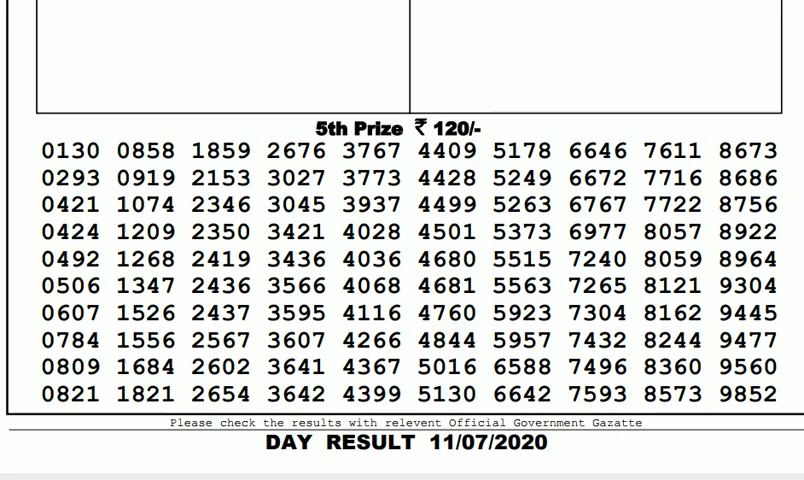 5th Prize ₹ 120/-
0130 0858 1859 2676 3767 4409 5178 6646 7611 8673
0293 0919 2153 3027 3773 4428 5249 6672 7716 8686
0421 1074 2346 3045 3937 4499 5263 6767 7722 8756
0424 1209 2350 3421 4028 4501 5373 6977 8057 8922
0492 1268 2419 3436 4036 4680 5515 7240 8059 8964
0506 1347 2436 3566 4068 4681 5563 7265 8121 9304
0607 1526 2437 3595 4116 4760 5923 7304 8162 9445
0784 1556 2567 3607 4266 4844 5957 7432 8244 9477
0809 1684 2602 3641 4367 5016 6588 7496 8360 9560
0821 1821 2654 3642 4399 5130 6642 7593 8573 9852
Please check the results with relevent Official Government Gazatte
DAY RESULT 11/07/2020